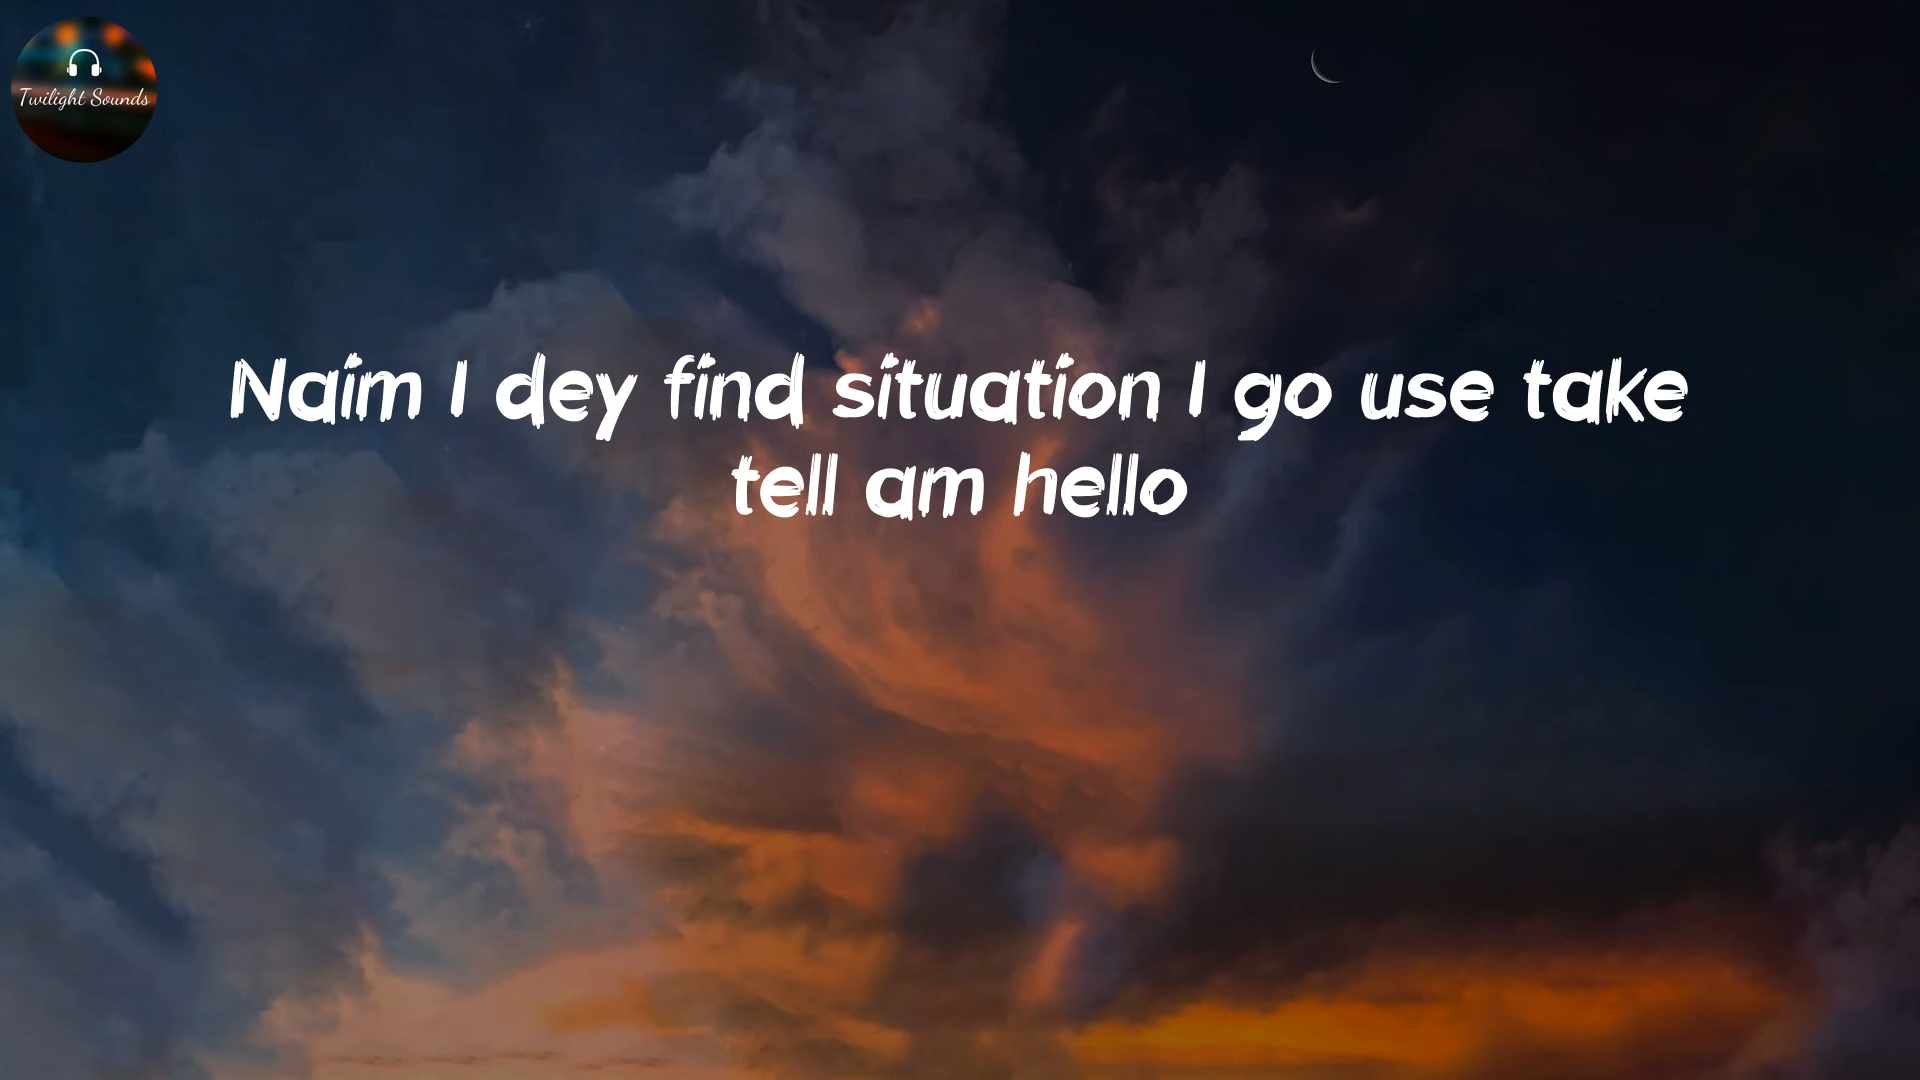 Twilight Sounds
Naim I dey find situation I go use take
tell am hello